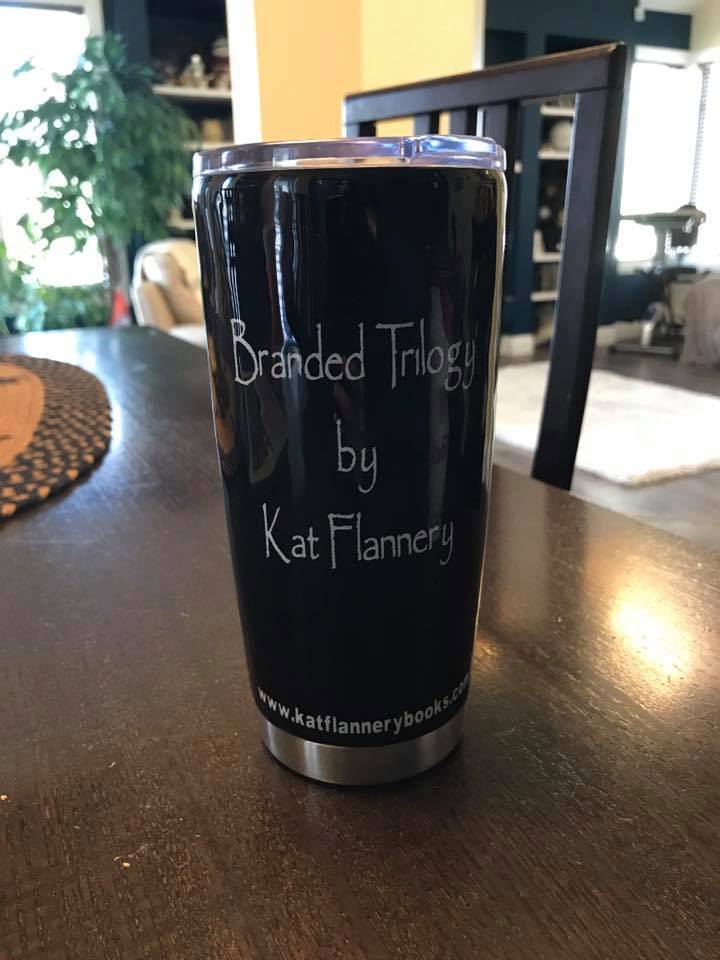 Branded Trilogy
by
Kat Flannery
www.katflannerybooks.com